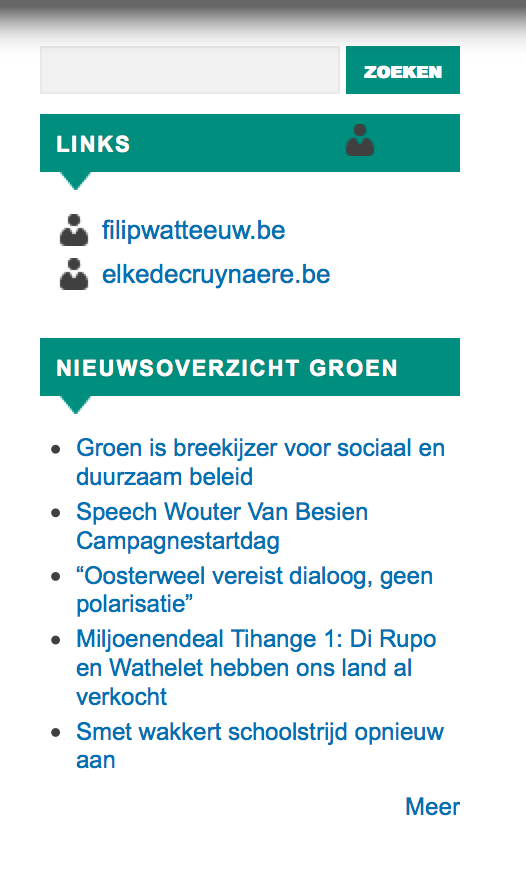 ZOEKEN
LINKS
filipwatteeuw.be
elkedecruynaere.be
NIEUWSOVERZICHT GROEN
Groen is breekijzer voor sociaal en
duurzaam beleid
Speech Wouter Van Besien
Campagnestartdag
“Oosterweel vereist dialoog, geen
polarisatie”
Miljoenendeal Tihange 1: Di Rupo
en Wathelet hebben ons land al
verkocht
Smet wakkert schoolstrijd opnieuw
aan
Meer